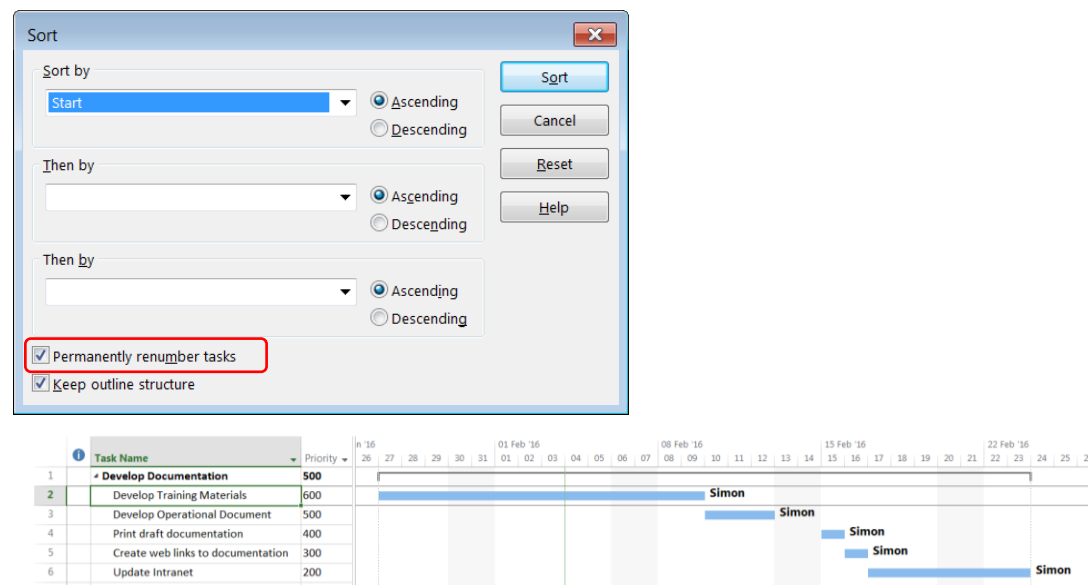 Sort
Sort by
Start
Ascending
Descending
Then by
Ascending
Descending
Then by
Ascending
Descending
Permanently renumber tasks
Keep outline structure
Sort
Cancel
Reset
Help
n '16 01 Feb '16 08 Feb '16 15 Feb '16 22 Feb '16
Task Name Priority 26 27 28 29 30 31 01 02 03 04 05 06 07 08 09 10 11 12 13 14 15 16 17 18 19 20 21 22 23 24 25 2
1 Develop Documentation 500
2 Develop Training Materials 600 Simon
3 Develop Operational Document 500 Simon
4 Print draft documentation 400 Simon
5 Create web links to documentation 300 Simon
6 Update Intranet 200 Simon